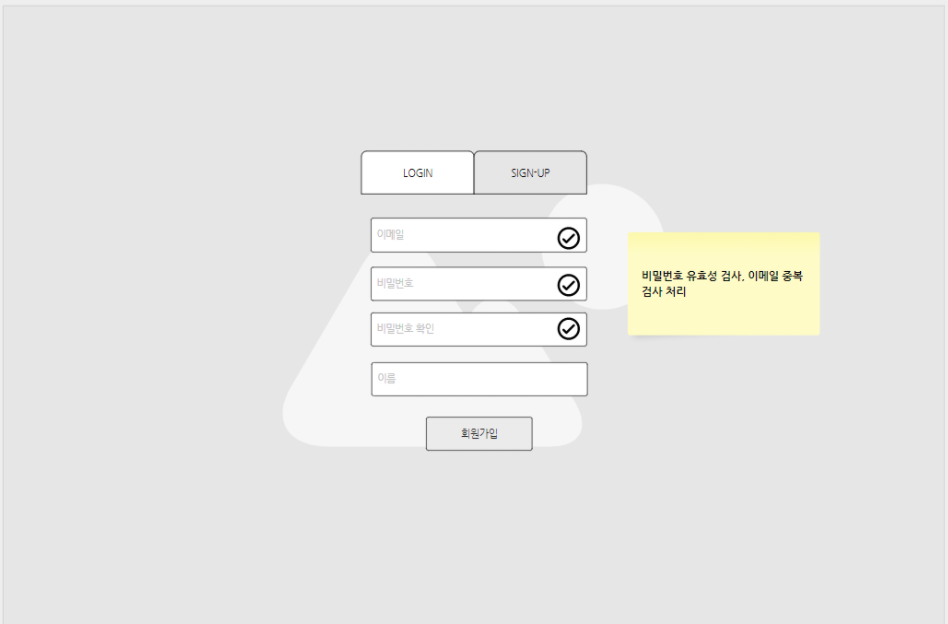 LOGIN
SIGN-UP
이메일
비밀번호
비밀번호 확인
이름
회원가입
비밀번호 유효성 검사, 이메일 중복
검사 처리